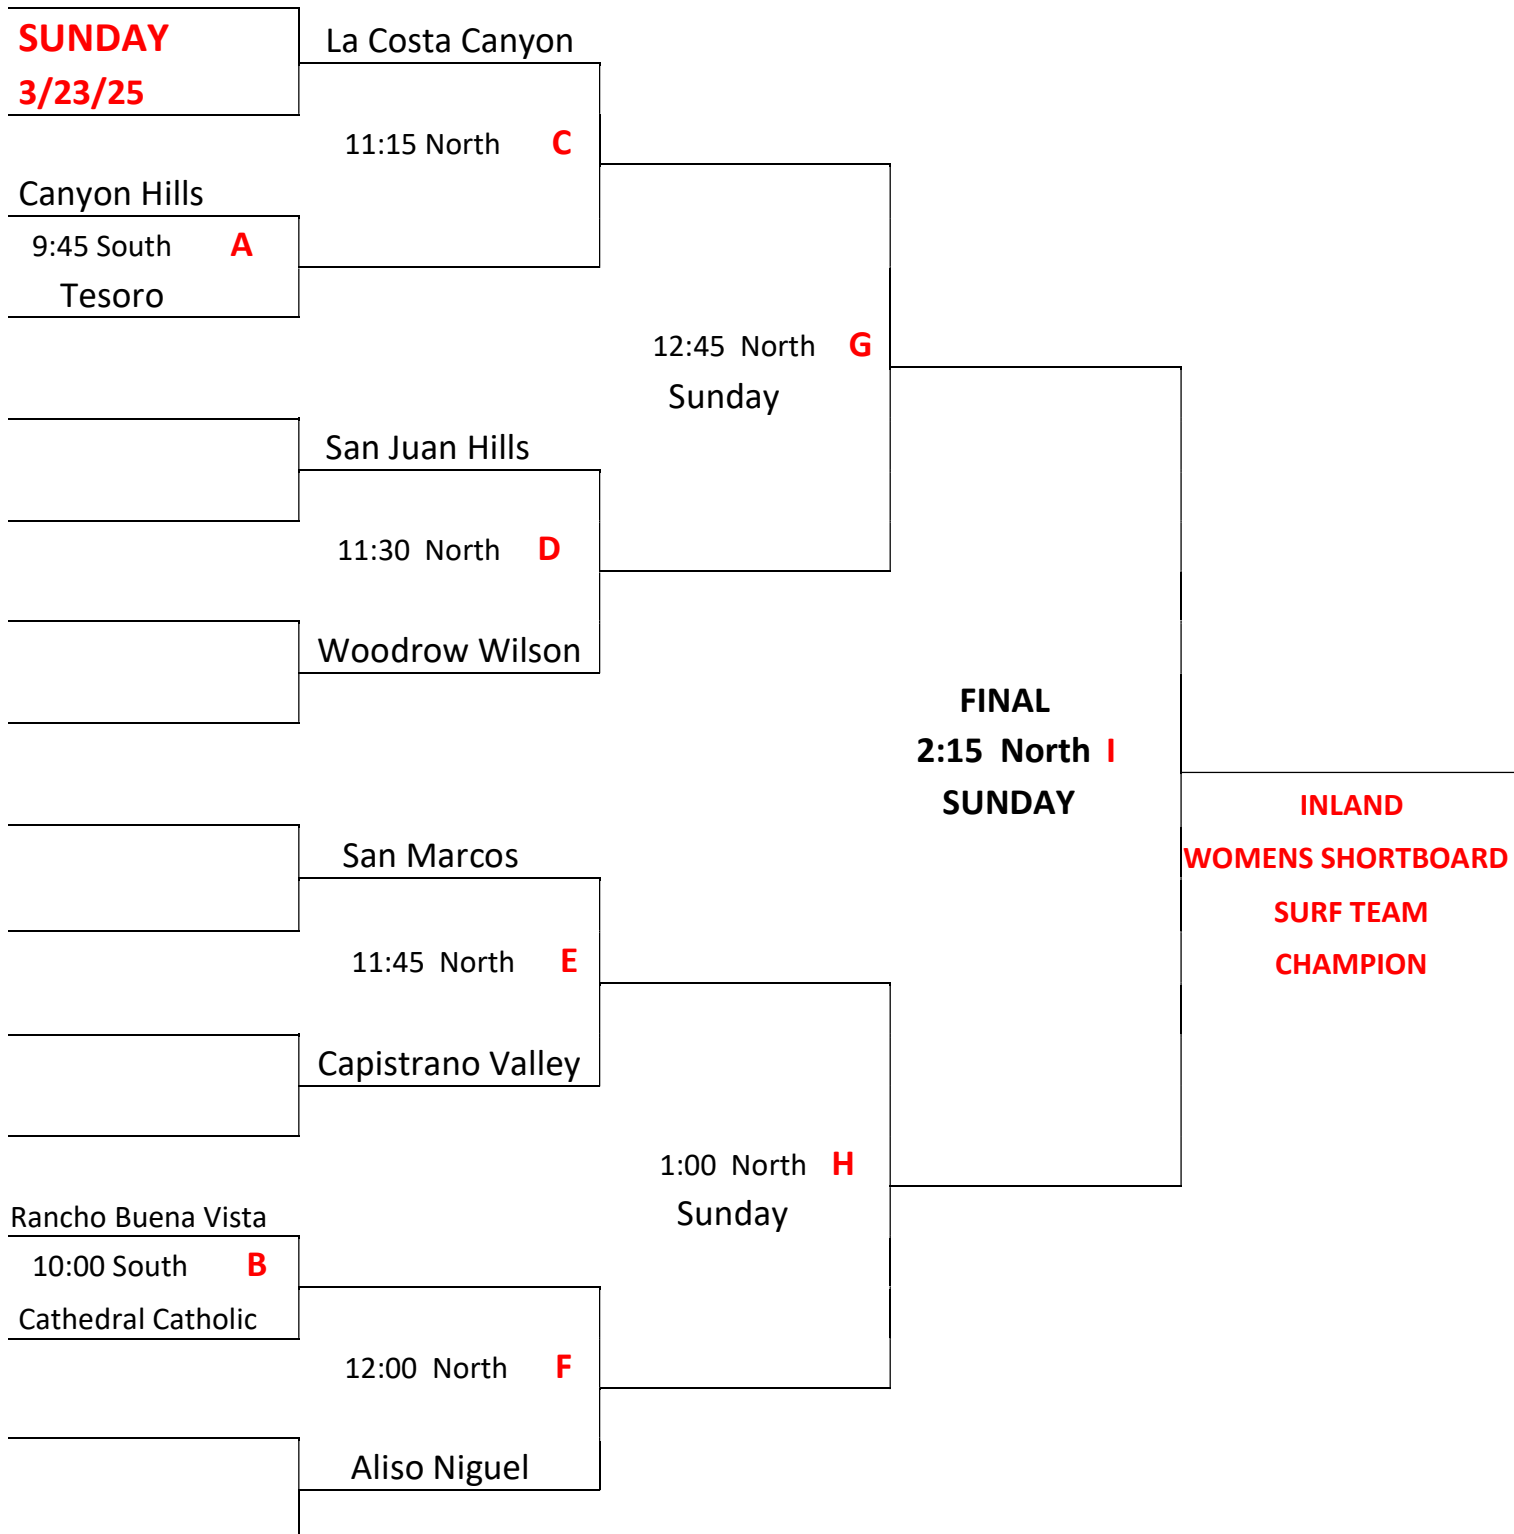 SUNDAY
3/23/25
La Costa Canyon
11:15 North C
Canyon Hills
9:45 South A
Tesoro
12:45 North G
Sunday
San Juan Hills
11:30 North D
Woodrow Wilson
FINAL
2:15 North I
SUNDAY
INLAND
WOMENS SHORTBOARD
SURF TEAM
CHAMPION
San Marcos
11:45 North E
Capistrano Valley
1:00 North H
Sunday
Rancho Buena Vista
10:00 South B
Cathedral Catholic
12:00 North F
Aliso Niguel